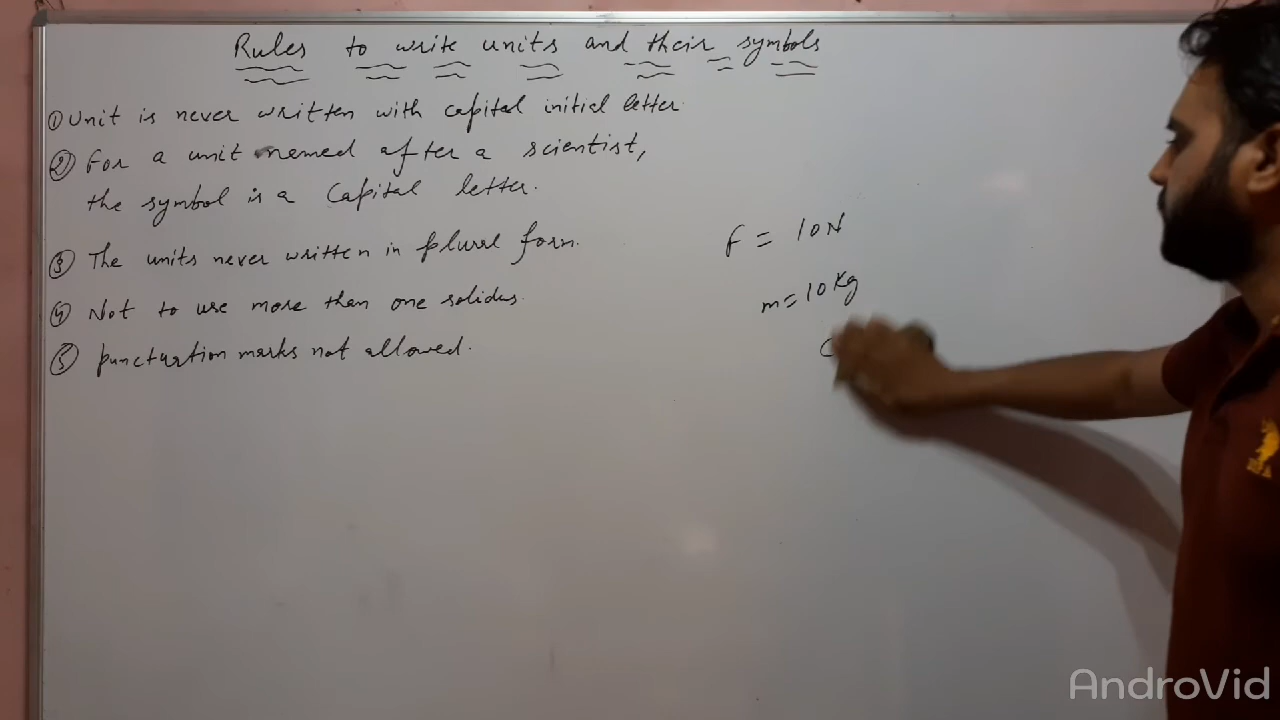 Rules to write units and their symbols
① Unit is never written with capital initial letter.
② For a unit named after a scientist,
the symbol is a Capital letter.
③ The units never written in plural form.
④ Not to use more than one solidus.
⑤ punctuation marks not allowed.
F = 10 N
m = 10 kg
AndroVid